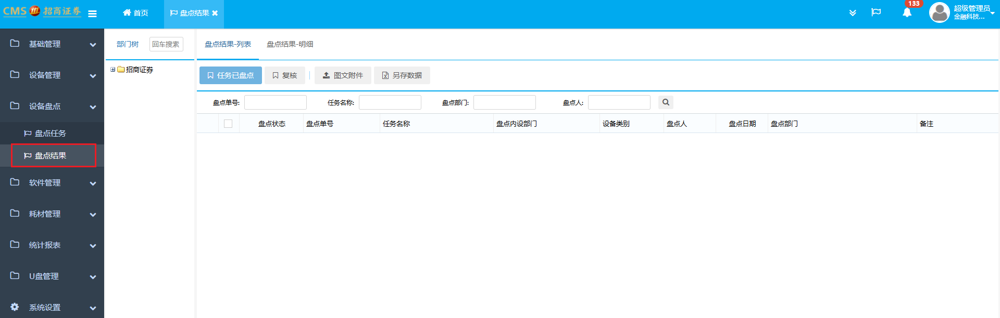 CMS 招商证券
首页
盘点结果
133
超级管理员
金融科技...
基础管理
设备管理
设备盘点
盘点任务
盘点结果
软件管理
耗材管理
统计报表
U盘管理
系统设置
部门树 回车搜索
招商证券
盘点结果-列表 盘点结果-明细
任务已盘点 复核 图文附件 另存数据
盘点单号: 任务名称: 盘点部门: 盘点人:
盘点状态 盘点单号 任务名称 盘点内设部门 设备类别 盘点人 盘点日期 盘点部门 备注